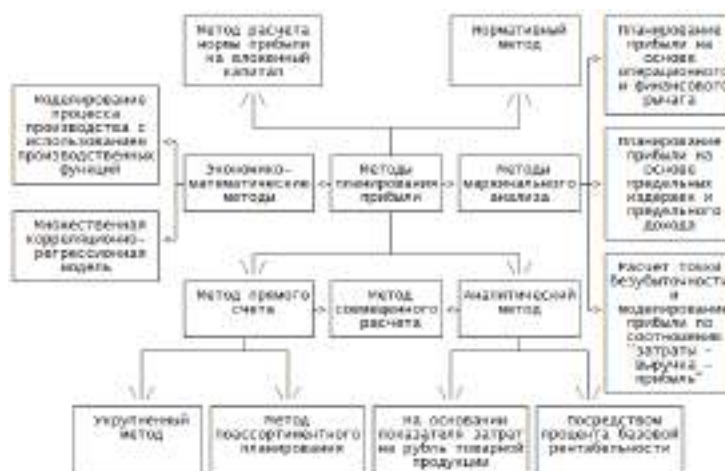 Метод расчета
нормы прибыли
на вложенный
капитал
Нормативный
метод
Планирование
прибыли на
основе
операционного
и финансового
рычага
Моделирование
процесса
производства с
использованием
производственных
функций
Экономико-
математические
методы
Методы
планирования
прибыли
Методы
маржинального
анализа
Планирование
прибыли на
основе
предельных
издержек и
предельного
дохода
Множественная
корреляционно-
регрессионная
модель
Метод прямого
счета
Метод
совмещенного
расчета
Аналитический
метод
Расчет точки
безубыточности
и
моделирование
прибыли по
соотношению
"затраты -
выручка -
прибыль"
Укрупненный
метод
Метод
поассортиментного
планирования
На основании
показателя затрат
на рубль товарной
продукции
Посредством
процента базовой
рентабельности